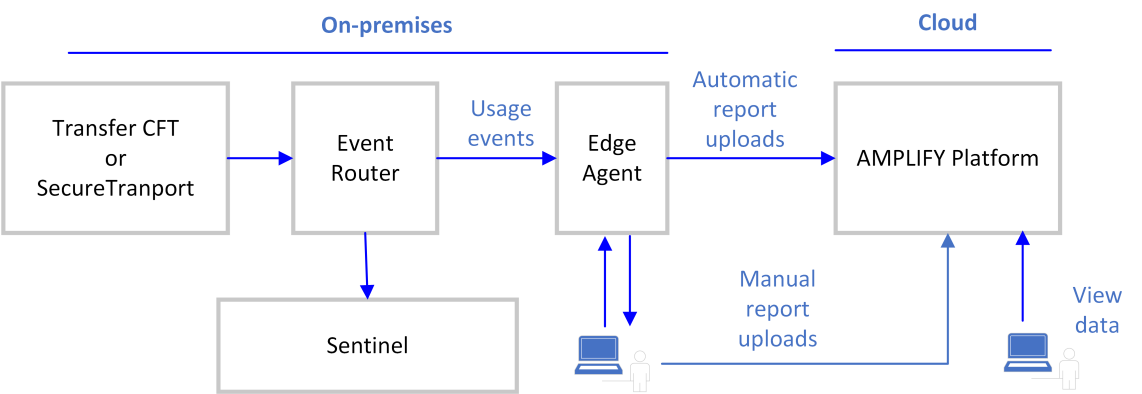 On-premises
Cloud
Transfer CFT
or
SecureTranport
Event
Router
Usage
events
Edge
Agent
Automatic
report
uploads
AMPLIFY Platform
Sentinel
Manual
report
uploads
View
data